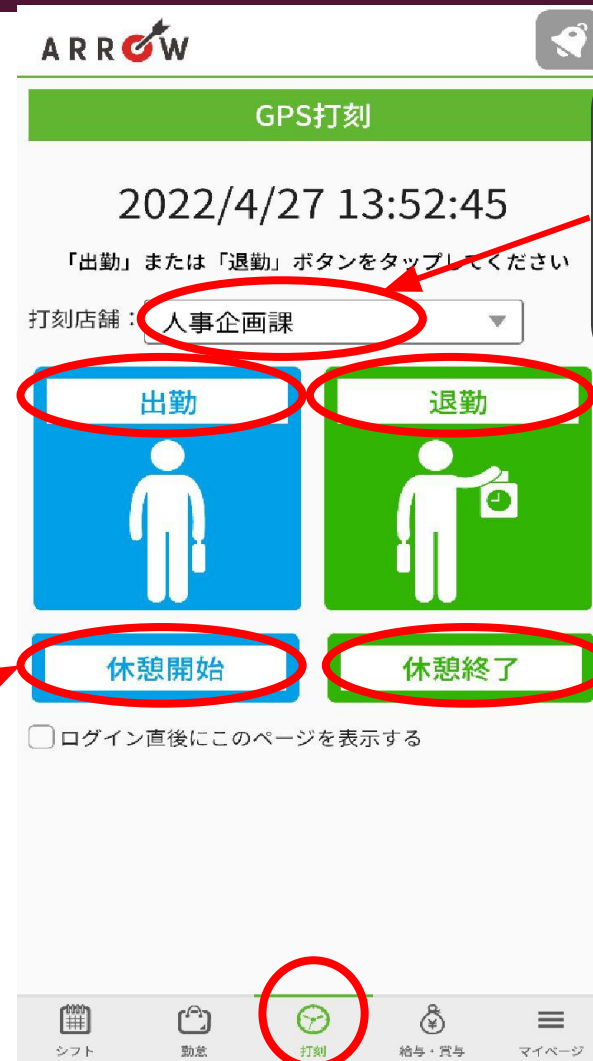 ARROW
GPS打刻
2022/4/27 13:52:45
「出勤」または「退勤」ボタンをタップしてください
打刻店舗： 人事企画課
出勤 退勤
休憩開始 休憩終了
ログイン直後にこのページを表示する
シフト 勤怠 打刻 給与・賞与 マイページ